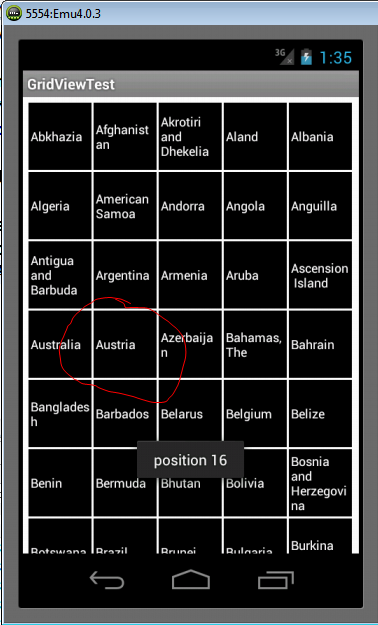 5554:Emu4.0.3
3G 1:35
GridViewTest
Abkhazia
Afghanist
an
Akrotiri
and
Dhekelia
Aland
Albania
Algeria
American
Samoa
Andorra
Angola
Anguilla
Antigua
and
Barbuda
Argentina
Armenia
Aruba
Ascension
Island
Australia
Austria
Azerbaija
n
Bahamas,
The
Bahrain
Banglades
h
Barbados
Belarus
Belgium
Belize
position 16
Benin
Bermuda
Bhutan
Bolivia
Bosnia
and
Herzegovi
na
Botswana
Brazil
Brunei
Bulgaria
Burkina